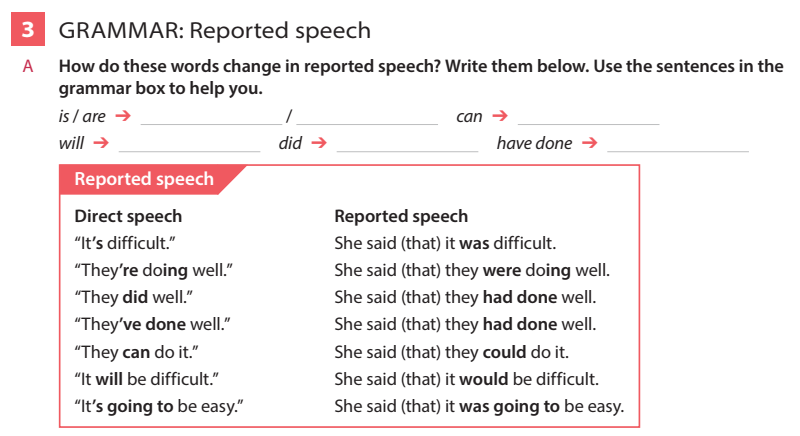 3 GRAMMAR: Reported speech
A How do these words change in reported speech? Write them below. Use the sentences in the
grammar box to help you.
is / are ➔ ____________ / ____________ can ➔ ____________
will ➔ ____________ did ➔ ____________ have done ➔ ____________
Reported speech
Direct speech Reported speech
“It’s difficult.” She said (that) it was difficult.
“They’re doing well.” She said (that) they were doing well.
“They did well.” She said (that) they had done well.
“They’ve done well.” She said (that) they had done well.
“They can do it.” She said (that) they could do it.
“It will be difficult.” She said (that) it would be difficult.
“It’s going to be easy.” She said (that) it was going to be easy.